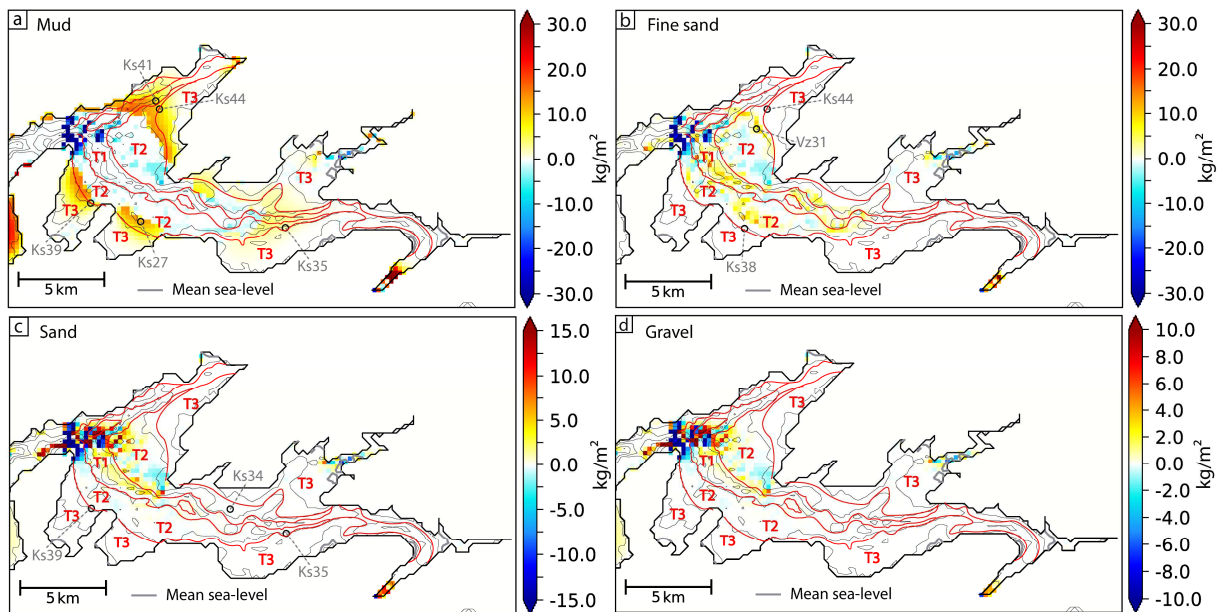 a Mud
Ks41
Ks44
T3
T1
T2
T2
T3
T3
T2
T3
T3
Ks39
Ks27
Ks35
5 km
Mean sea-level
30.0
20.0
10.0
0.0
-10.0
-20.0
-30.0
kg/m²
b Fine sand
Ks44
T3
Vz31
T1
T2
T2
T3
T3
T2
T3
T3
Ks38
5 km
Mean sea-level
30.0
20.0
10.0
0.0
-10.0
-20.0
-30.0
kg/m²
c Sand
T3
T2
T1
Ks34
T3
T2
T3
T2
T3
T3
Ks39
Ks35
5 km
Mean sea-level
15.0
10.0
5.0
0.0
-5.0
-10.0
-15.0
kg/m²
d Gravel
T3
T2
T1
T3
T2
T3
T2
T3
T3
5 km
Mean sea-level
10.0
8.0
6.0
4.0
2.0
0.0
-2.0
-4.0
-6.0
-8.0
-10.0
kg/m²